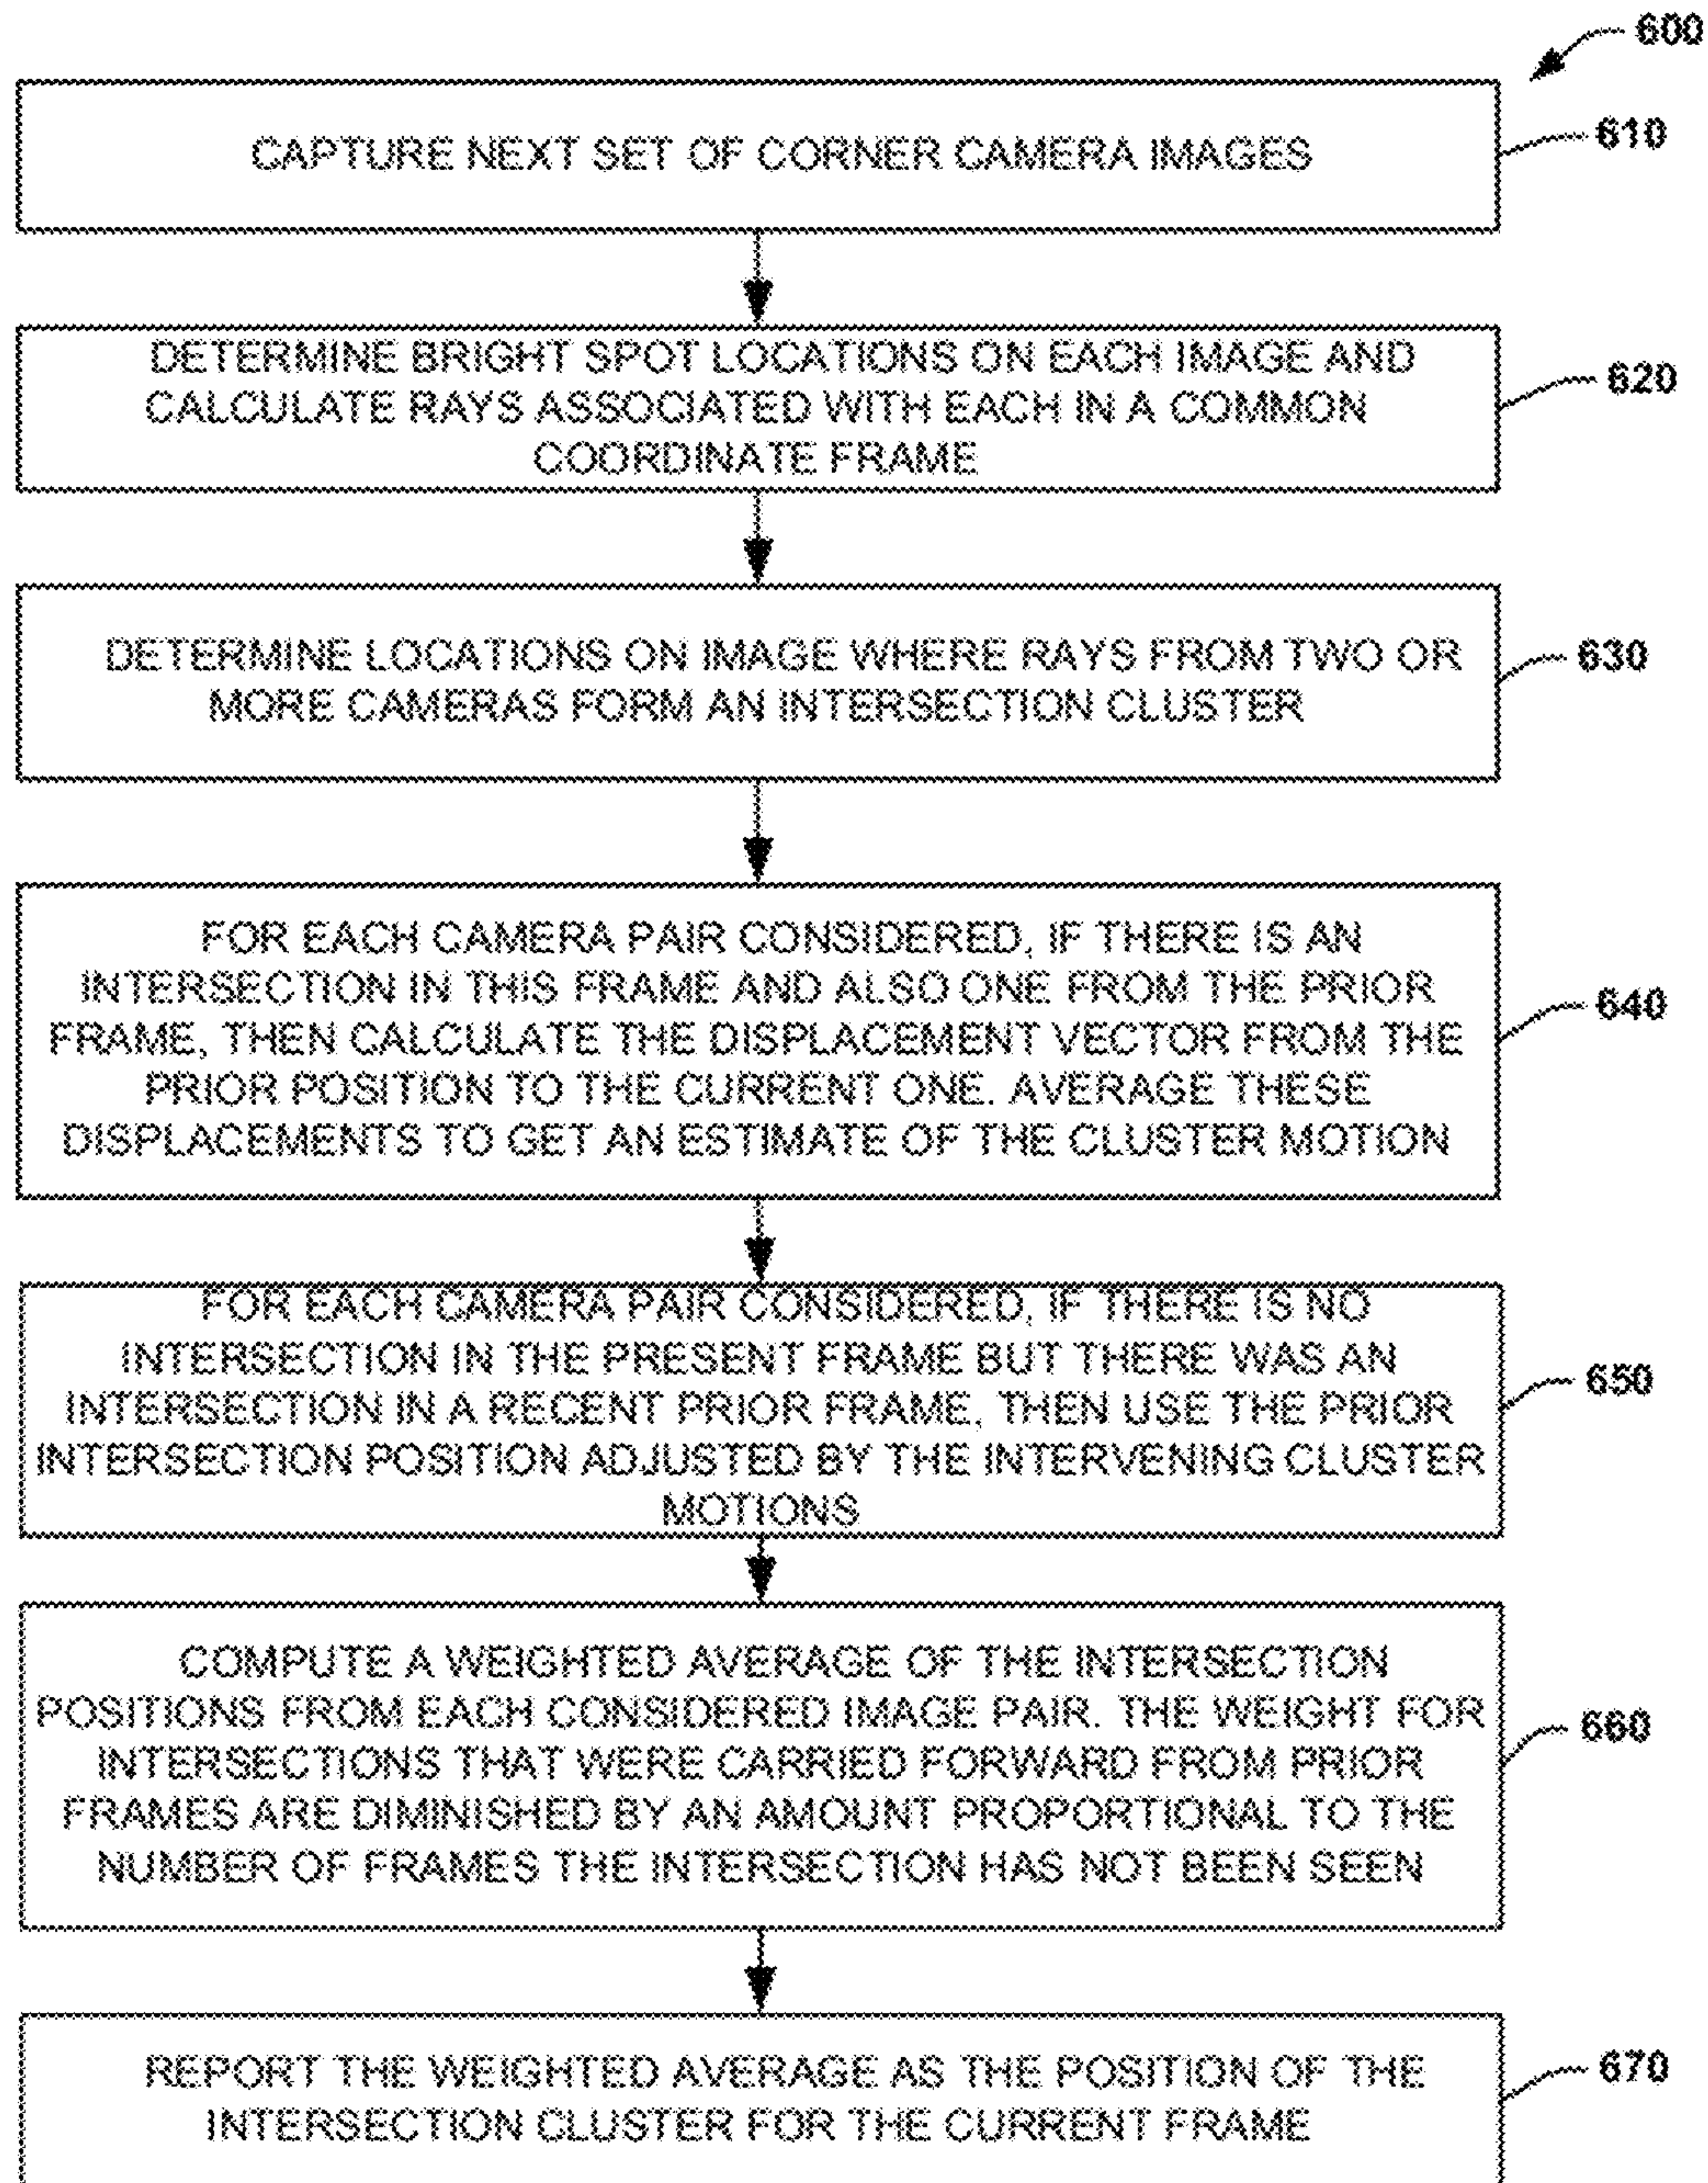 600
CAPTURE NEXT SET OF CORNER CAMERA IMAGES
610
DETERMINE BRIGHT SPOT LOCATIONS ON EACH IMAGE AND
CALCULATE RAYS ASSOCIATED WITH EACH IN A COMMON
COORDINATE FRAME
620
DETERMINE LOCATIONS ON IMAGE WHERE RAYS FROM TWO OR
MORE CAMERAS FORM AN INTERSECTION CLUSTER
630
FOR EACH CAMERA PAIR CONSIDERED, IF THERE IS AN
INTERSECTION IN THIS FRAME AND ALSO ONE FROM THE PRIOR
FRAME, THEN CALCULATE THE DISPLACEMENT VECTOR FROM THE
PRIOR POSITION TO THE CURRENT ONE. AVERAGE THESE
DISPLACEMENTS TO GET AN ESTIMATE OF THE CLUSTER MOTION
640
FOR EACH CAMERA PAIR CONSIDERED, IF THERE IS NO
INTERSECTION IN THE PRESENT FRAME BUT THERE WAS AN
INTERSECTION IN A RECENT PRIOR FRAME, THEN USE THE PRIOR
INTERSECTION POSITION ADJUSTED BY THE INTERVENING CLUSTER
MOTIONS
650
COMPUTE A WEIGHTED AVERAGE OF THE INTERSECTION
POSITIONS FROM EACH CONSIDERED IMAGE PAIR. THE WEIGHT FOR
INTERSECTIONS THAT WERE CARRIED FORWARD FROM PRIOR
FRAMES ARE DIMINISHED BY AN AMOUNT PROPORTIONAL TO THE
NUMBER OF FRAMES THE INTERSECTION HAS NOT BEEN SEEN
660
REPORT THE WEIGHTED AVERAGE AS THE POSITION OF THE
INTERSECTION CLUSTER FOR THE CURRENT FRAME
670